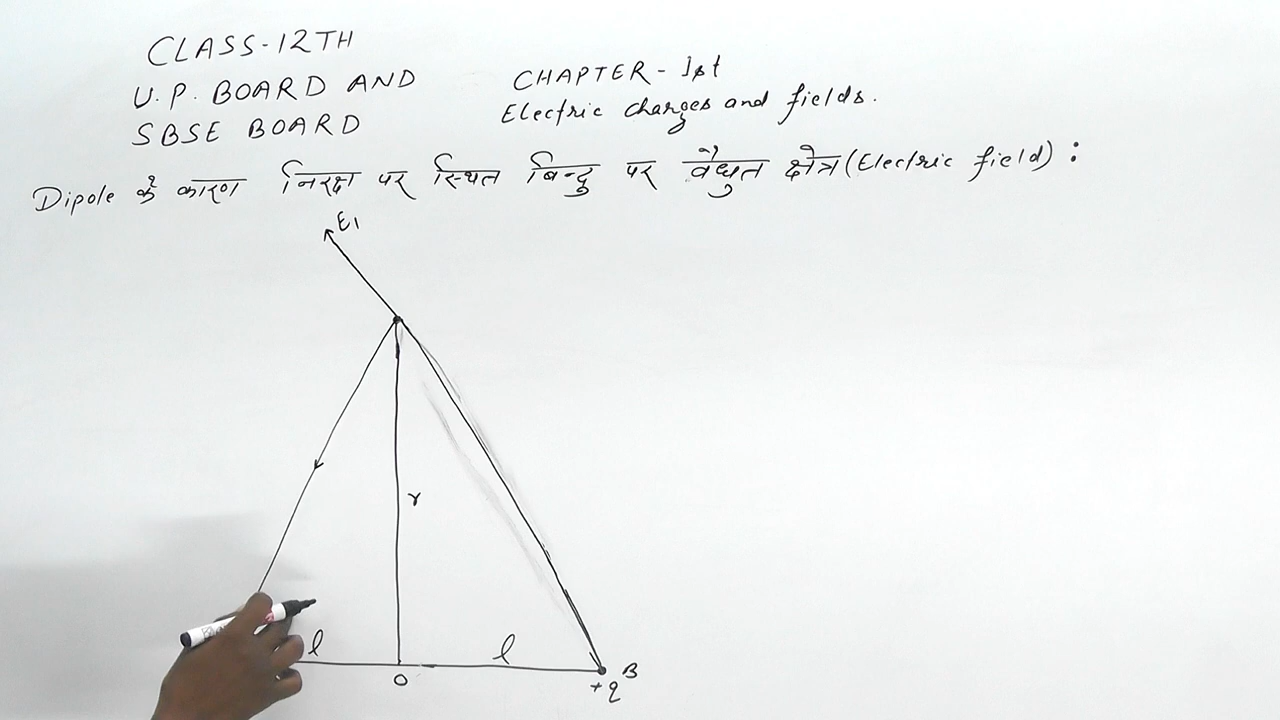 CLASS-12TH
U.P. BOARD AND
SBSE BOARD
CHAPTER-1st
Electric charges and fields.
Dipole के कारण निरक्ष पर स्थित बिन्दु पर वैधुत क्षेत्र (Electric field) :
E1
r
l
l
O
B
+q